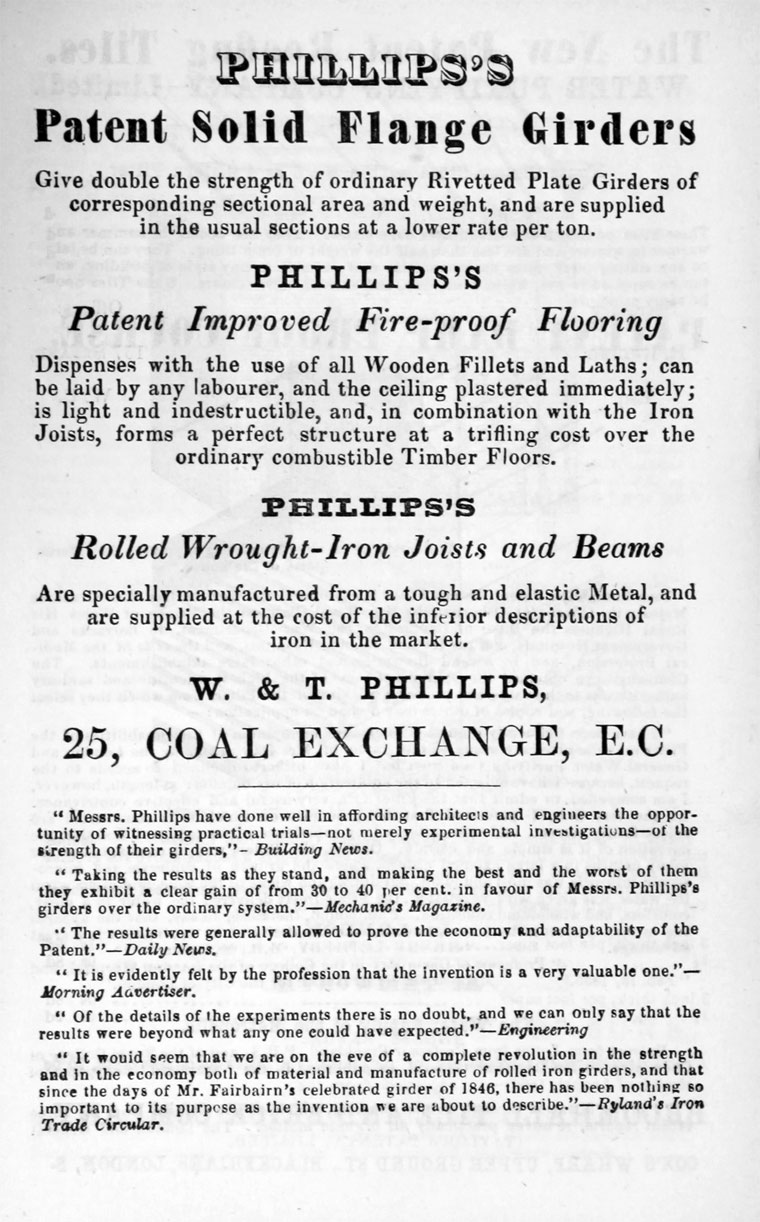 PHILLIPS'S
Patent Solid Flange Girders
Give double the strength of ordinary Rivetted Plate Girders of
corresponding sectional area and weight, and are supplied
in the usual sections at a lower rate per ton.
PHILLIPS'S
Patent Improved Fire-proof Flooring
Dispenses with the use of all Wooden Fillets and Laths; can
be laid by any labourer, and the ceiling plastered immediately;
is light and indestructible, and, in combination with the Iron
Joists, forms a perfect structure at a trifling cost over the
ordinary combustible Timber Floors.
PHILLIPS'S
Rolled Wrought-Iron Joists and Beams
Are specially manufactured from a tough and elastic Metal, and
are supplied at the cost of the inferior descriptions of
iron in the market.
W. & T. PHILLIPS,
25, COAL EXCHANGE, E.C.
"Messrs. Phillips have done well in affording architects and engineers the oppor-
tunity of witnessing practical trials—not merely experimental investigations—of the
strength of their girders,"- Building News.
"Taking the results as they stand, and making the best and the worst of them
they exhibit a clear gain of from 30 to 40 per cent. in favour of Messrs. Phillips's
girders over the ordinary system."—Mechanic's Magazine.
"The results were generally allowed to prove the economy and adaptability of the
Patent."—Daily News.
"It is evidently felt by the profession that the invention is a very valuable one."—
Morning Advertiser.
"Of the details of the experiments there is no doubt, and we can only say that the
results were beyond what any one could have expected."—Engineering
"It would seem that we are on the eve of a complete revolution in the strength
and in the economy both of material and manufacture of rolled iron girders, and that
since the days of Mr. Fairbairn's celebrated girder of 1846, there has been nothing so
important to its purpose as the invention we are about to describe."—Ryland's Iron
Trade Circular.